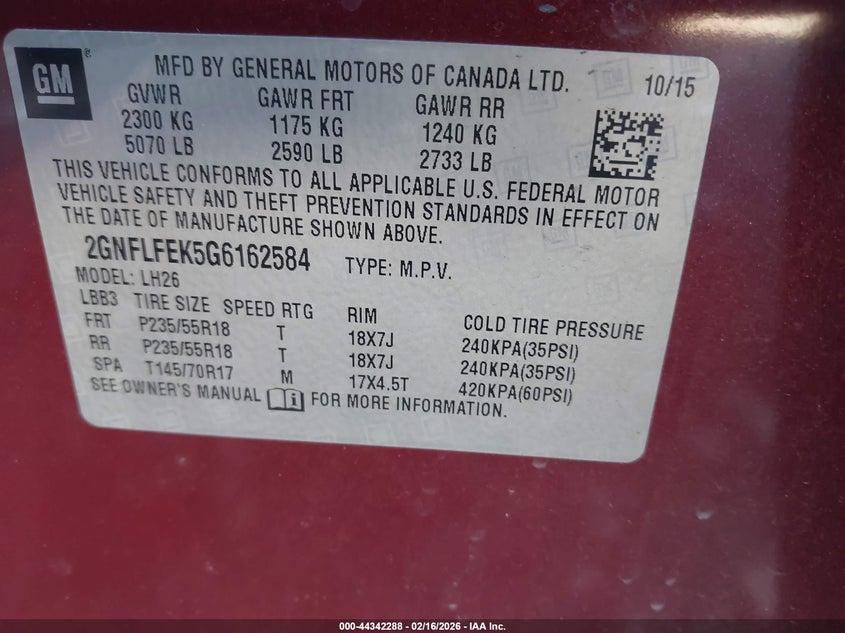 GM ®
MFD BY GENERAL MOTORS OF CANADA LTD. 10/15
GVWR GAWR FRT GAWR RR
2300 KG 1175 KG 1240 KG
5070 LB 2590 LB 2733 LB
THIS VEHICLE CONFORMS TO ALL APPLICABLE U.S. FEDERAL MOTOR
VEHICLE SAFETY AND THEFT PREVENTION STANDARDS IN EFFECT ON
THE DATE OF MANUFACTURE SHOWN ABOVE.
2GNFLFEK5G6162584 TYPE: M.P.V.
MODEL: LH26
LBB3 TIRE SIZE SPEED RTG RIM COLD TIRE PRESSURE
FRT P235/55R18 T 18X7J 240KPA(35PSI)
RR P235/55R18 T 18X7J 240KPA(35PSI)
SPA T145/70R17 M 17X4.5T 420KPA(60PSI)
SEE OWNER'S MANUAL FOR MORE INFORMATION.
000-44342288 - 02/16/2026 - IAA Inc.